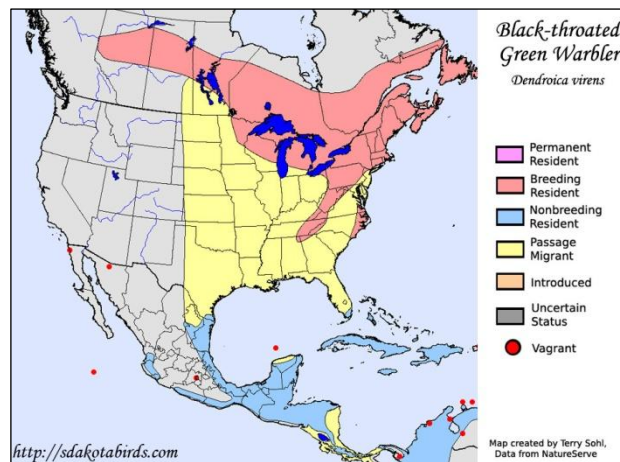 Black-throated
Green Warbler
Dendroica virens
Permanent
Resident
Breeding
Resident
Nonbreeding
Resident
Passage
Migrant
Introduced
Uncertain
Status
Vagrant
Map created by Terry Sohl,
Data from NatureServe
http://sdakotabirds.com